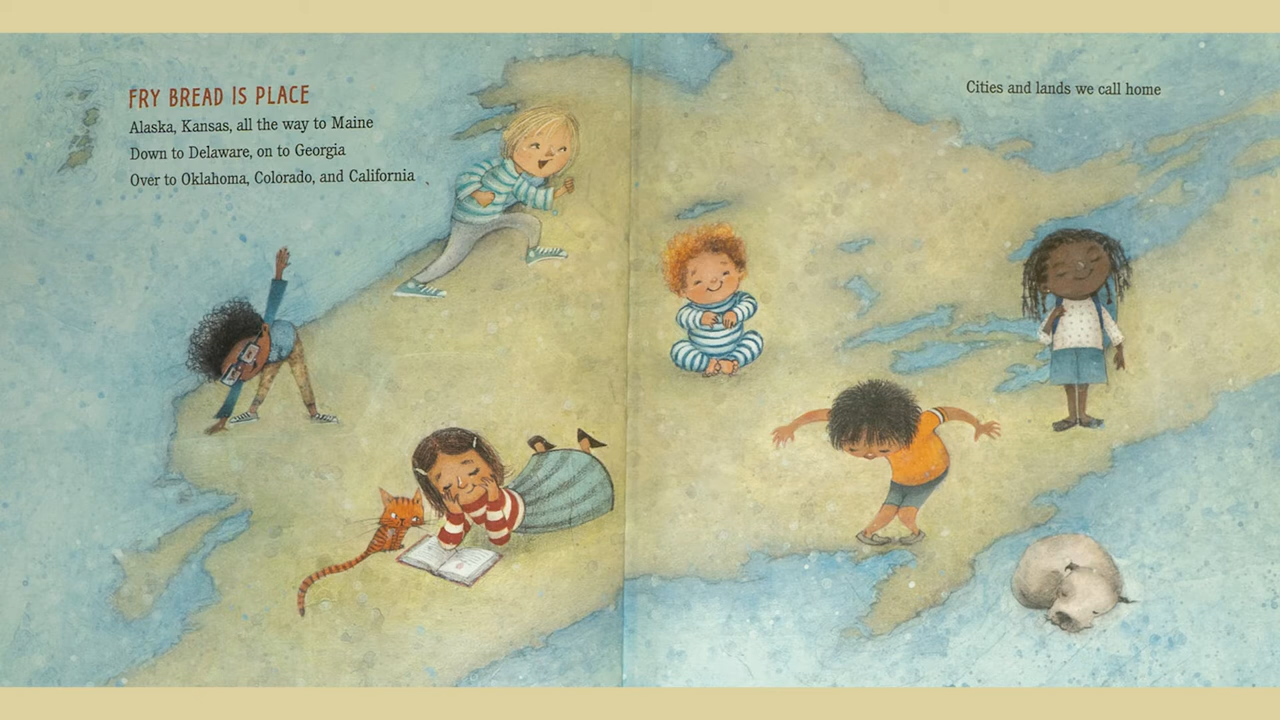 FRY BREAD IS PLACE
Alaska, Kansas, all the way to Maine
Down to Delaware, on to Georgia
Over to Oklahoma, Colorado, and California
Cities and lands we call home